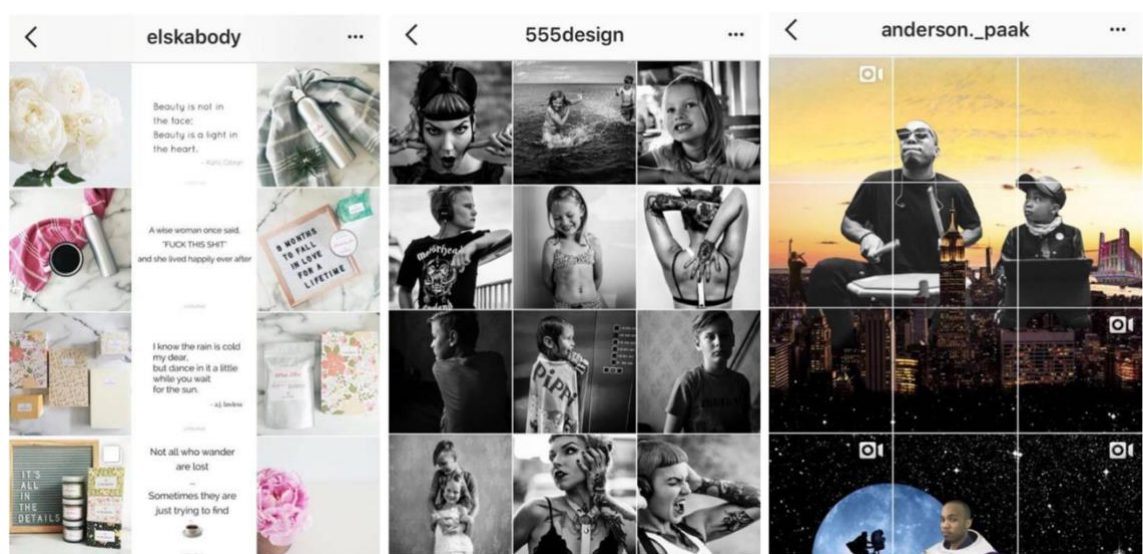 elskabody
555design
anderson._paak
Beauty is not in
the face;
Beauty is a light in
the heart.
A wise woman once said,
"FUCK THIS SHIT"
and she lived happily ever after
9 MONTHS
TO FALL
IN LOVE
FOR A
LIFETIME
I know the rain is cold
my dear,
but dance in it a little
while you wait
for the sun.
IT'S
ALL
IN
THE
DETAILS
Not all who wander
are lost
...
Sometimes they are
just trying to find
Motörhead
England
PIPPI